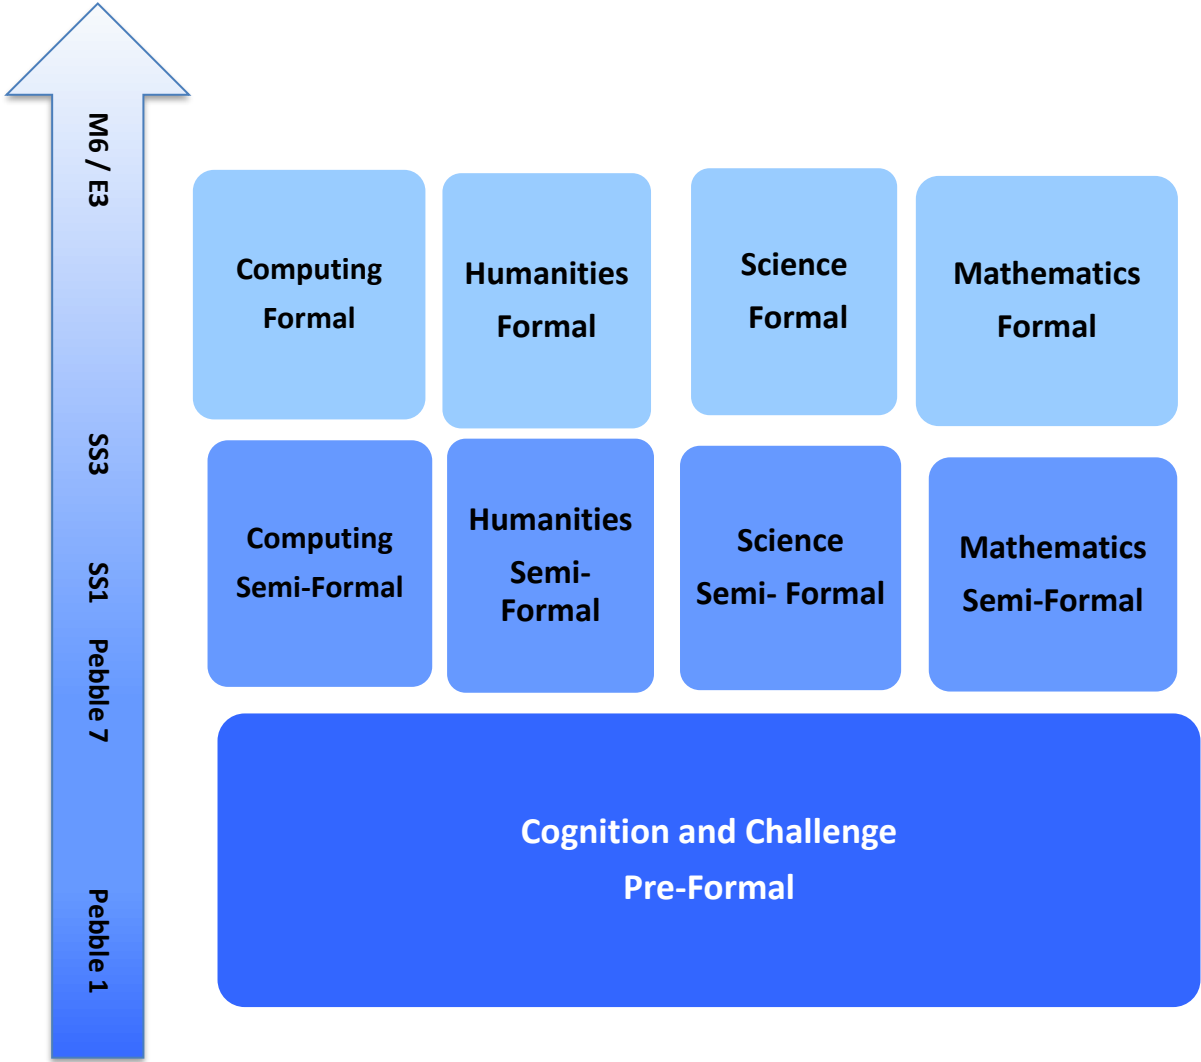 M6 / E3
SS3
SS1
Pebble 7
Pebble 1
Computing
Formal
Humanities
Formal
Science
Formal
Mathematics
Formal
Computing
Semi-Formal
Humanities
Semi-
Formal
Science
Semi- Formal
Mathematics
Semi-Formal
Cognition and Challenge
Pre-Formal